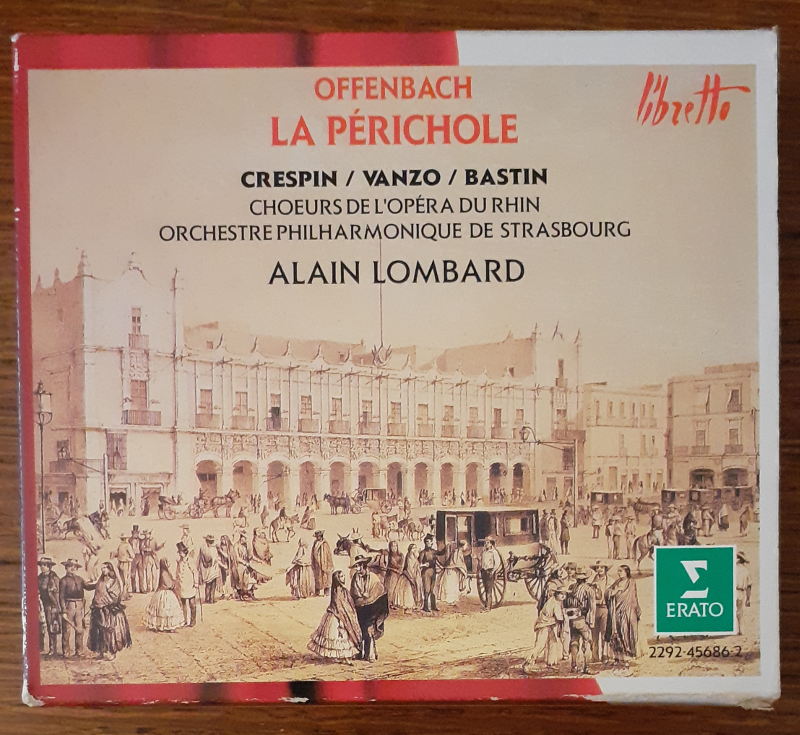 OFFENBACH
LA PÉRICHOLE
libretto
CRESPIN / VANZO / BASTIN
CHOEURS DE L'OPÉRA DU RHIN
ORCHESTRE PHILHARMONIQUE DE STRASBOURG
ALAIN LOMBARD
ERATO
2292-45686-2